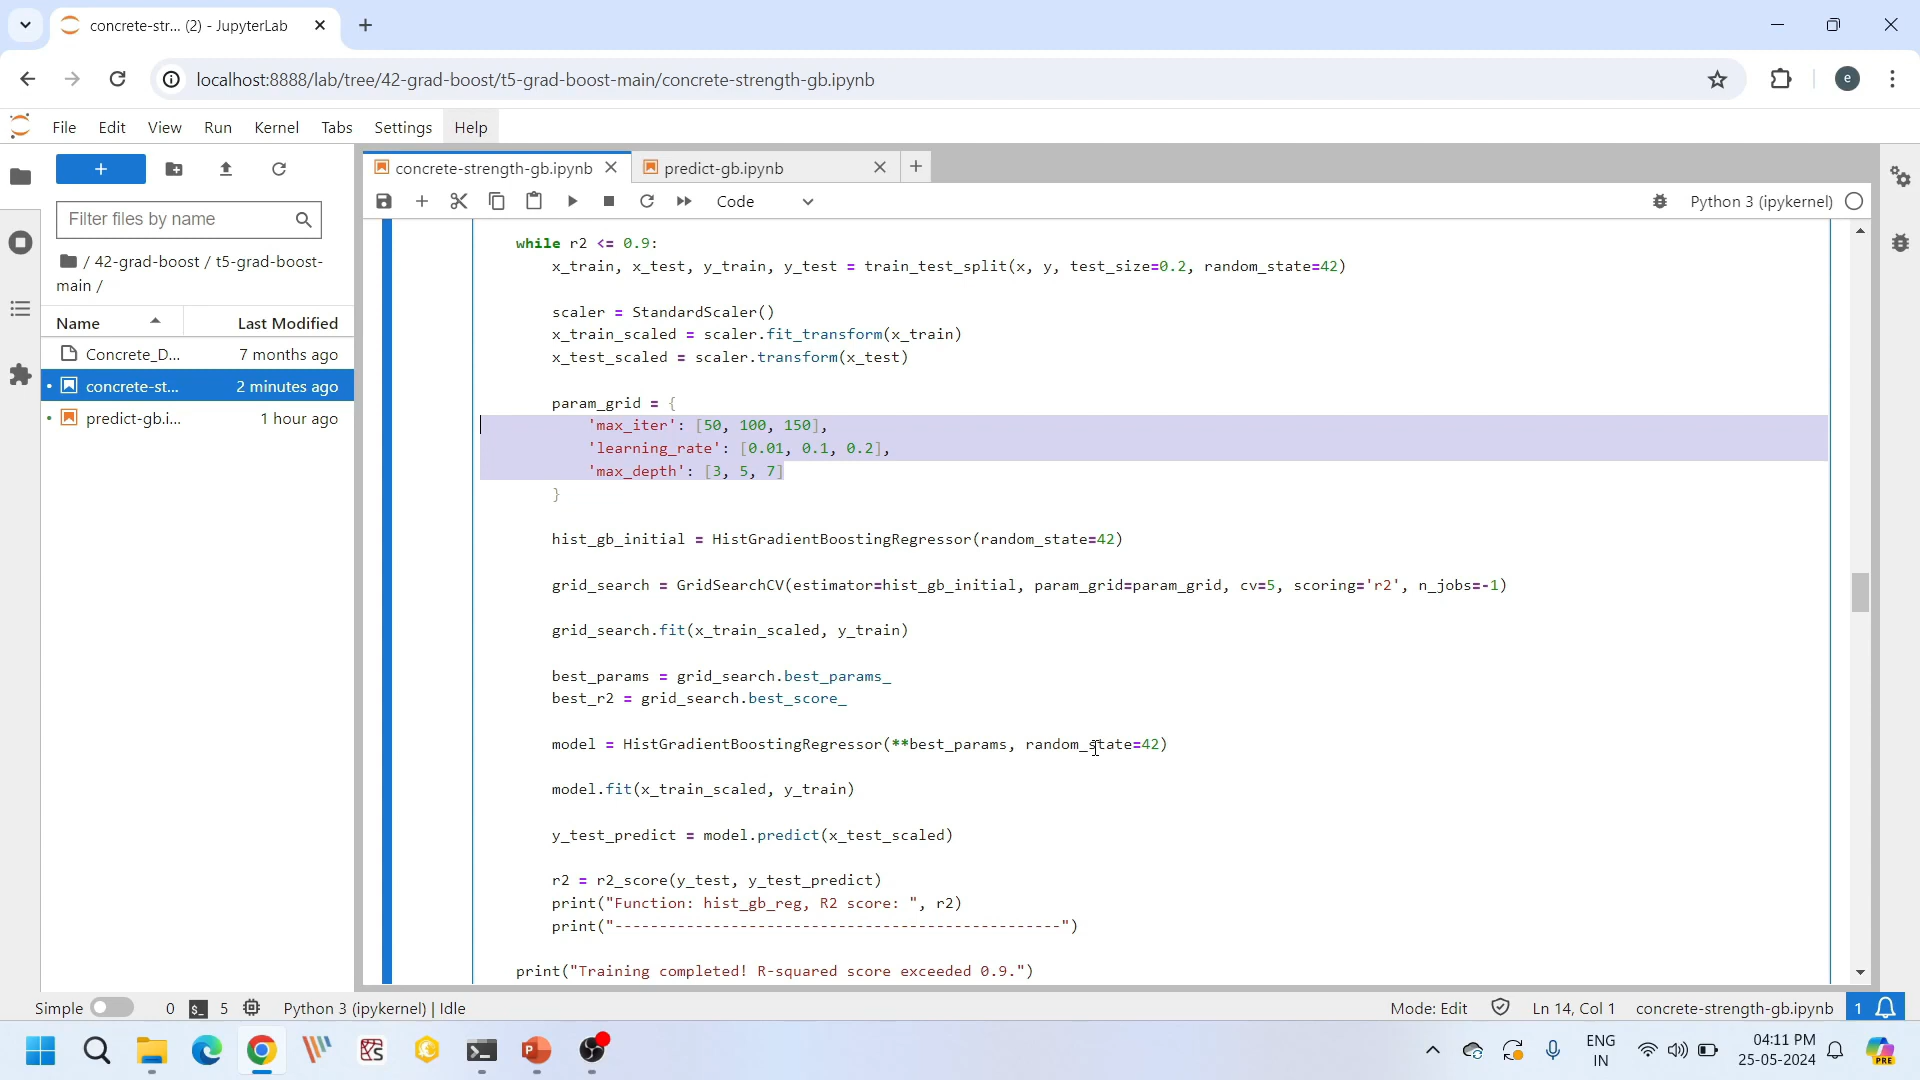 concrete-str... (2) - JupyterLab
localhost:8888/lab/tree/42-grad-boost/t5-grad-boost-main/concrete-strength-gb.ipynb
e
File Edit View Run Kernel Tabs Settings Help
concrete-strength-gb.ipynb
predict-gb.ipynb
Code
Python 3 (ipykernel)
Filter files by name
/ 42-grad-boost / t5-grad-boost-
main /
Name Last Modified
Concrete_D... 7 months ago
concrete-st... 2 minutes ago
predict-gb.i... 1 hour ago
while r2 <= 0.9:
x_train, x_test, y_train, y_test = train_test_split(x, y, test_size=0.2, random_state=42)
scaler = StandardScaler()
x_train_scaled = scaler.fit_transform(x_train)
x_test_scaled = scaler.transform(x_test)
param_grid = {
'max_iter': [50, 100, 150],
'learning_rate': [0.01, 0.1, 0.2],
'max_depth': [3, 5, 7]
}
hist_gb_initial = HistGradientBoostingRegressor(random_state=42)
grid_search = GridSearchCV(estimator=hist_gb_initial, param_grid=param_grid, cv=5, scoring='r2', n_jobs=-1)
grid_search.fit(x_train_scaled, y_train)
best_params = grid_search.best_params_
best_r2 = grid_search.best_score_
model = HistGradientBoostingRegressor(**best_params, random_state=42)
model.fit(x_train_scaled, y_train)
y_test_predict = model.predict(x_test_scaled)
r2 = r2_score(y_test, y_test_predict)
print("Function: hist_gb_reg, R2 score: ", r2)
print("--------------------------------------------------")
print("Training completed! R-squared score exceeded 0.9.")
Simple 0 5 Python 3 (ipykernel) | Idle
Mode: Edit Ln 14, Col 1 concrete-strength-gb.ipynb 1
ENG
IN
04:11 PM
25-05-2024
PRE